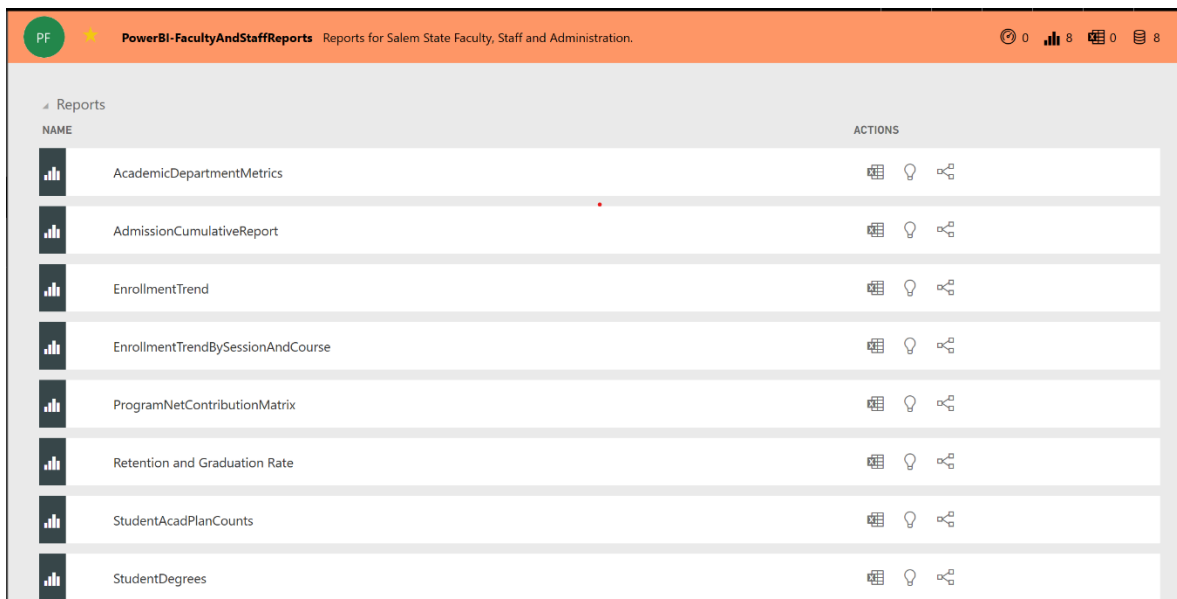 PF PowerBI-FacultyAndStaffReports Reports for Salem State Faculty, Staff and Administration. 0 8 0 8
Reports
NAME ACTIONS
AcademicDepartmentMetrics
AdmissionCumulativeReport
EnrollmentTrend
EnrollmentTrendBySessionAndCourse
ProgramNetContributionMatrix
Retention and Graduation Rate
StudentAcadPlanCounts
StudentDegrees